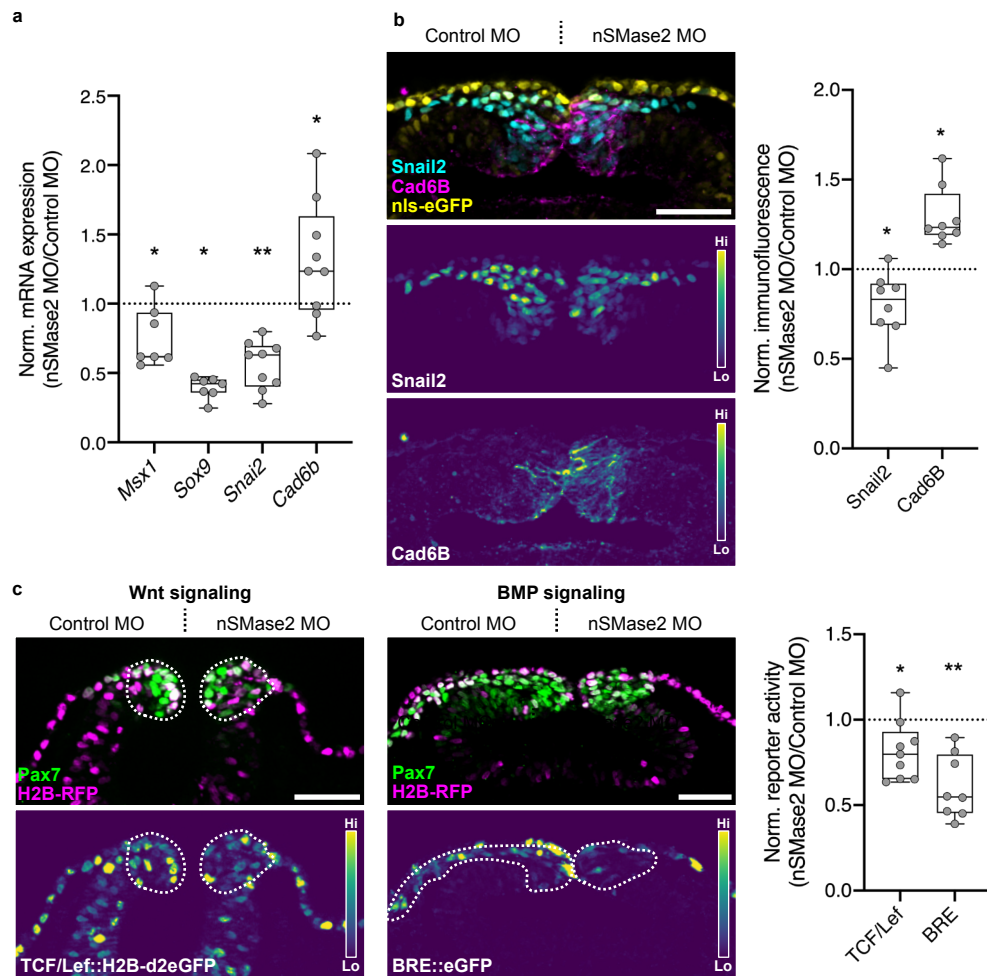 a
Norm. mRNA expression
(nSMase2 MO/Control MO)
2.5
2.0
1.5
1.0
0.5
0.0
*
*
**
*
Msx1
Sox9
Snai2
Cad6b
b
Control MO
nSMase2 MO
Snail2
Cad6B
nls-eGFP
Hi
Snail2
Lo
Hi
Cad6B
Lo
Norm. immunofluorescence
(nSMase2 MO/Control MO)
2.0
1.5
1.0
0.5
0.0
*
*
Snail2
Cad6B
c
Wnt signaling
Control MO
nSMase2 MO
Pax7
H2B-RFP
Hi
TCF/Lef::H2B-d2eGFP
Lo
BMP signaling
Control MO
nSMase2 MO
Pax7
H2B-RFP
Hi
BRE::eGFP
Lo
Norm. reporter activity
(nSMase2 MO/Control MO)
1.5
1.0
0.5
0.0
*
**
TCF/Lef
BRE